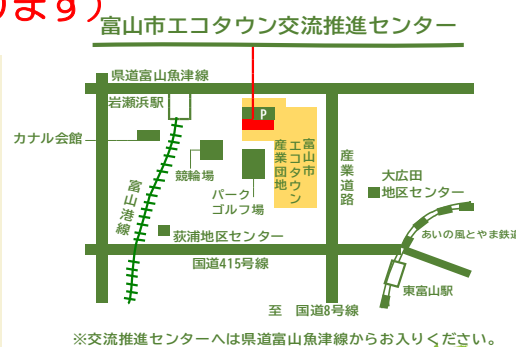 ります）
富山市エコタウン交流推進センター
県道富山魚津線
岩瀬浜駅
P
カナル会館
競輪場
富山市
エコタウン
産業団地
産業道路
大広田
地区センター
パーク
ゴルフ場
富山港線
荻浦地区センター
あいの風とやま鉄道
国道415号線
東富山駅
至 国道8号線
※交流推進センターへは県道富山魚津線からお入りください。